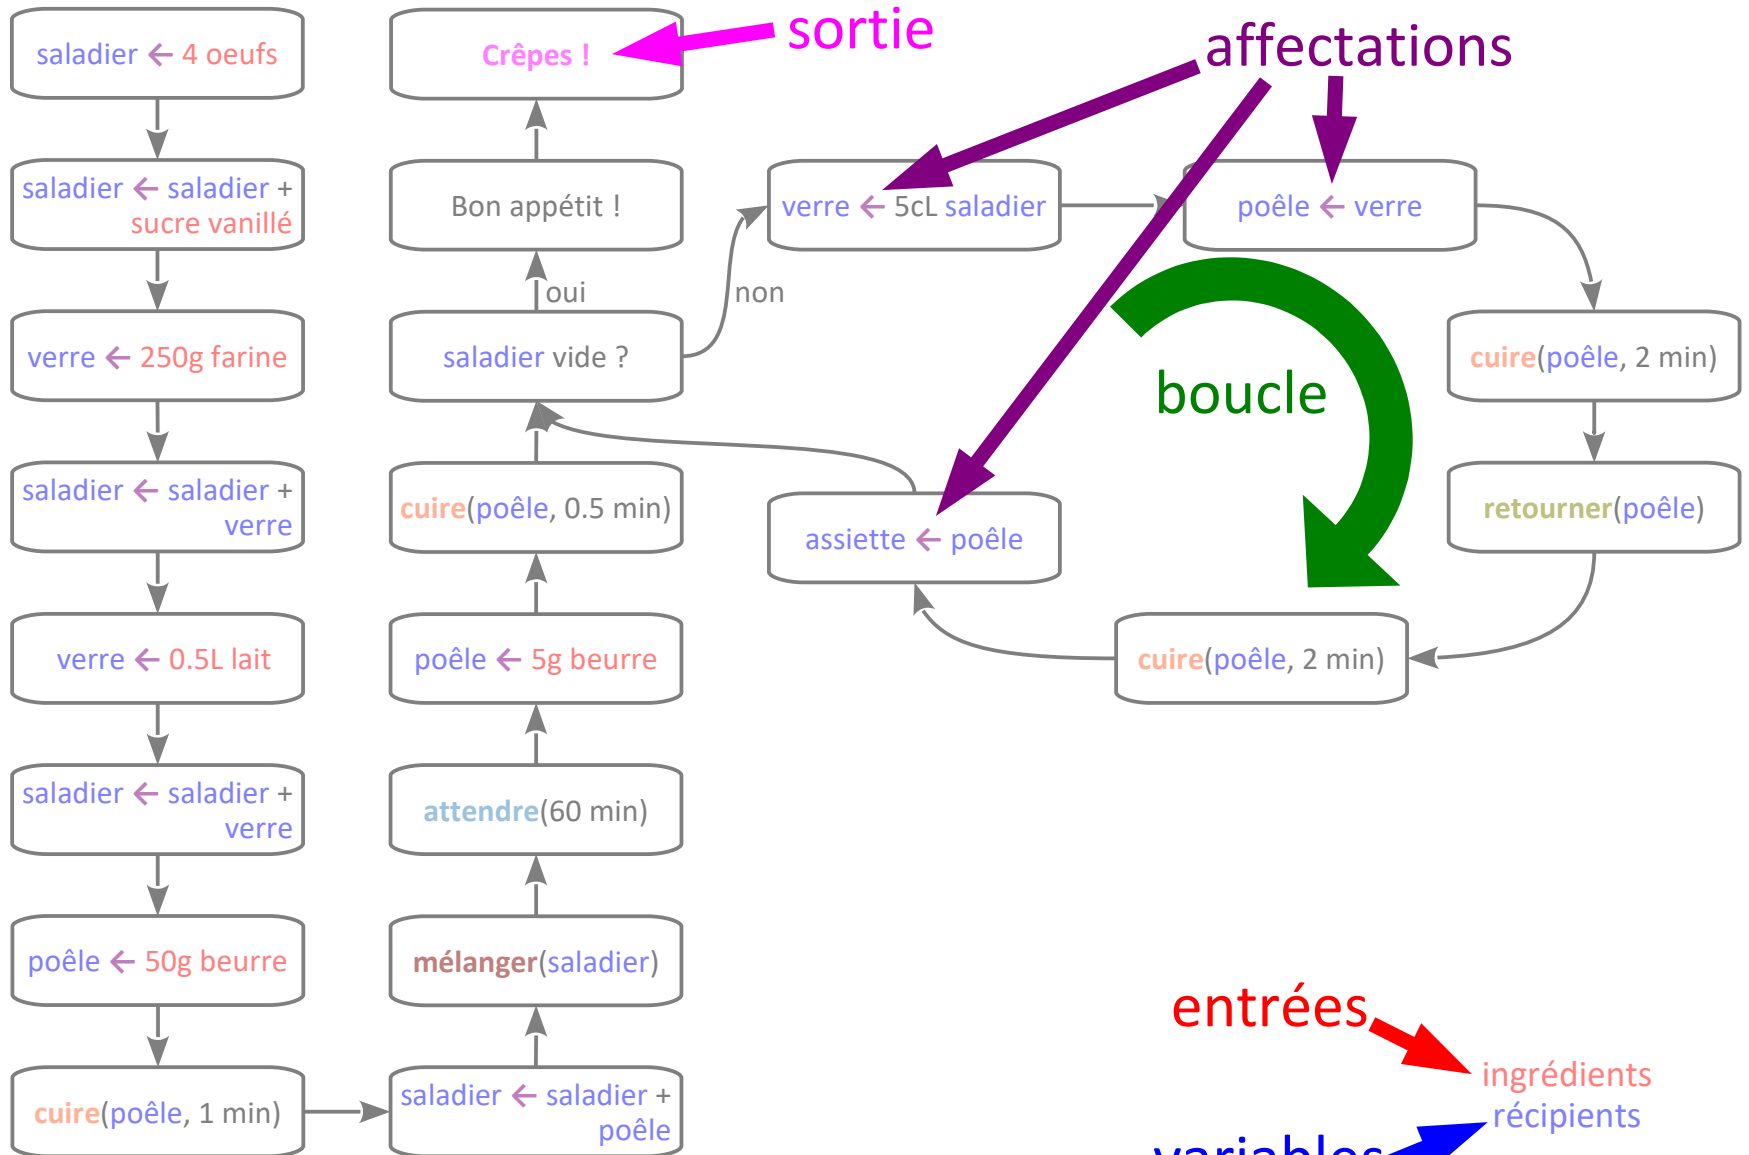 saladier ← 4 oeufs
saladier ← saladier +
sucre vanillé
verre ← 250g farine
saladier ← saladier +
verre
verre ← 0.5L lait
saladier ← saladier +
verre
poêle ← 50g beurre
cuire(poêle, 1 min)
saladier ← saladier +
poêle
mélanger(saladier)
attendre(60 min)
poêle ← 5g beurre
cuire(poêle, 0.5 min)
saladier vide ?
oui
non
Bon appétit !
Crêpes !
sortie
affectations
verre ← 5cL saladier
poêle ← verre
cuire(poêle, 2 min)
retourner(poêle)
cuire(poêle, 2 min)
assiette ← poêle
boucle
entrées
ingrédients
récipients
variables